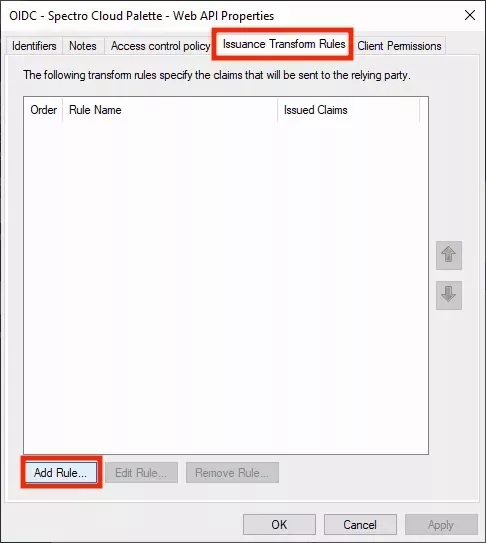 OIDC - Spectro Cloud Palette - Web API Properties
Identifiers Notes Access control policy Issuance Transform Rules Client Permissions
The following transform rules specify the claims that will be sent to the relying party.
Order Rule Name Issued Claims
Add Rule... Edit Rule... Remove Rule...
OK Cancel Apply